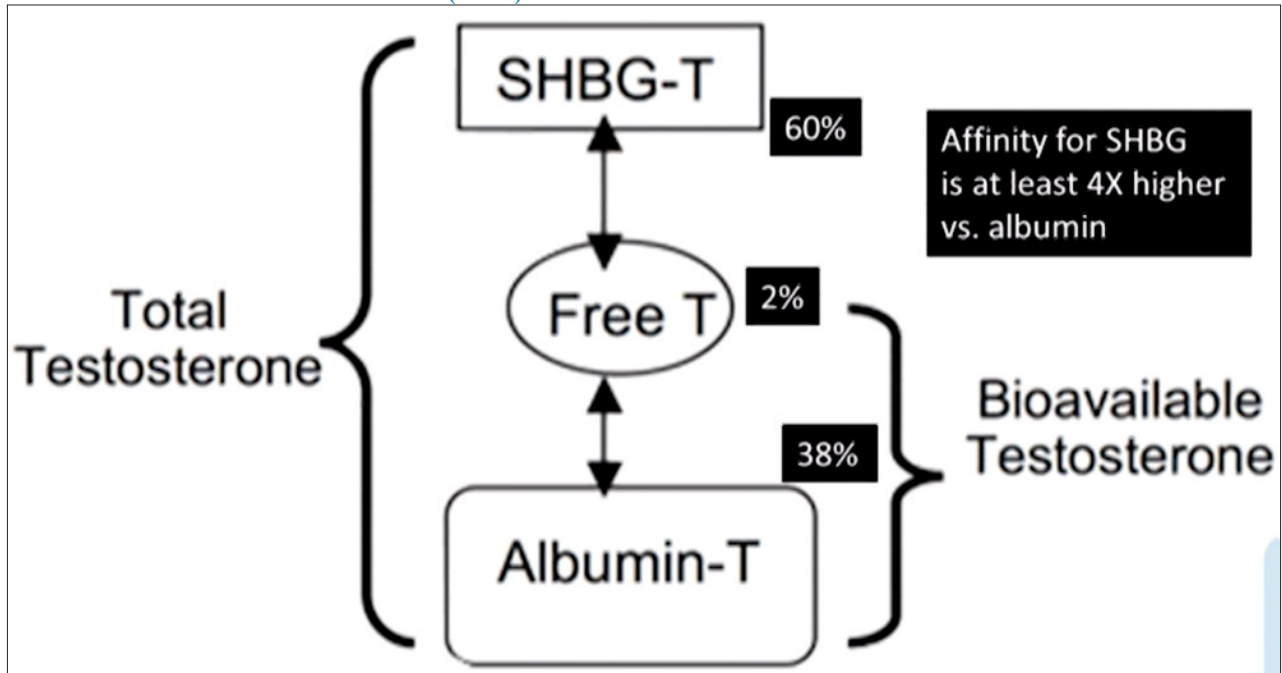 SHBG-T
60%
Affinity for SHBG
is at least 4X higher
vs. albumin
Free T
2%
Total
Testosterone
38%
Bioavailable
Testosterone
Albumin-T